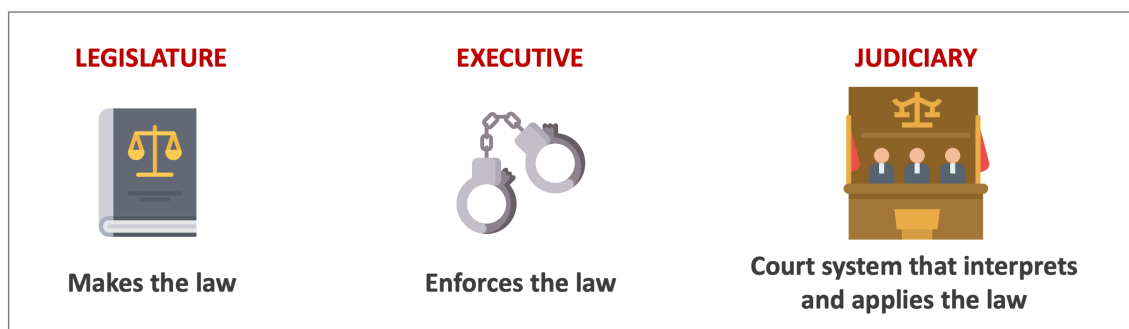 LEGISLATURE
EXECUTIVE
JUDICIARY
Makes the law
Enforces the law
Court system that interprets
and applies the law